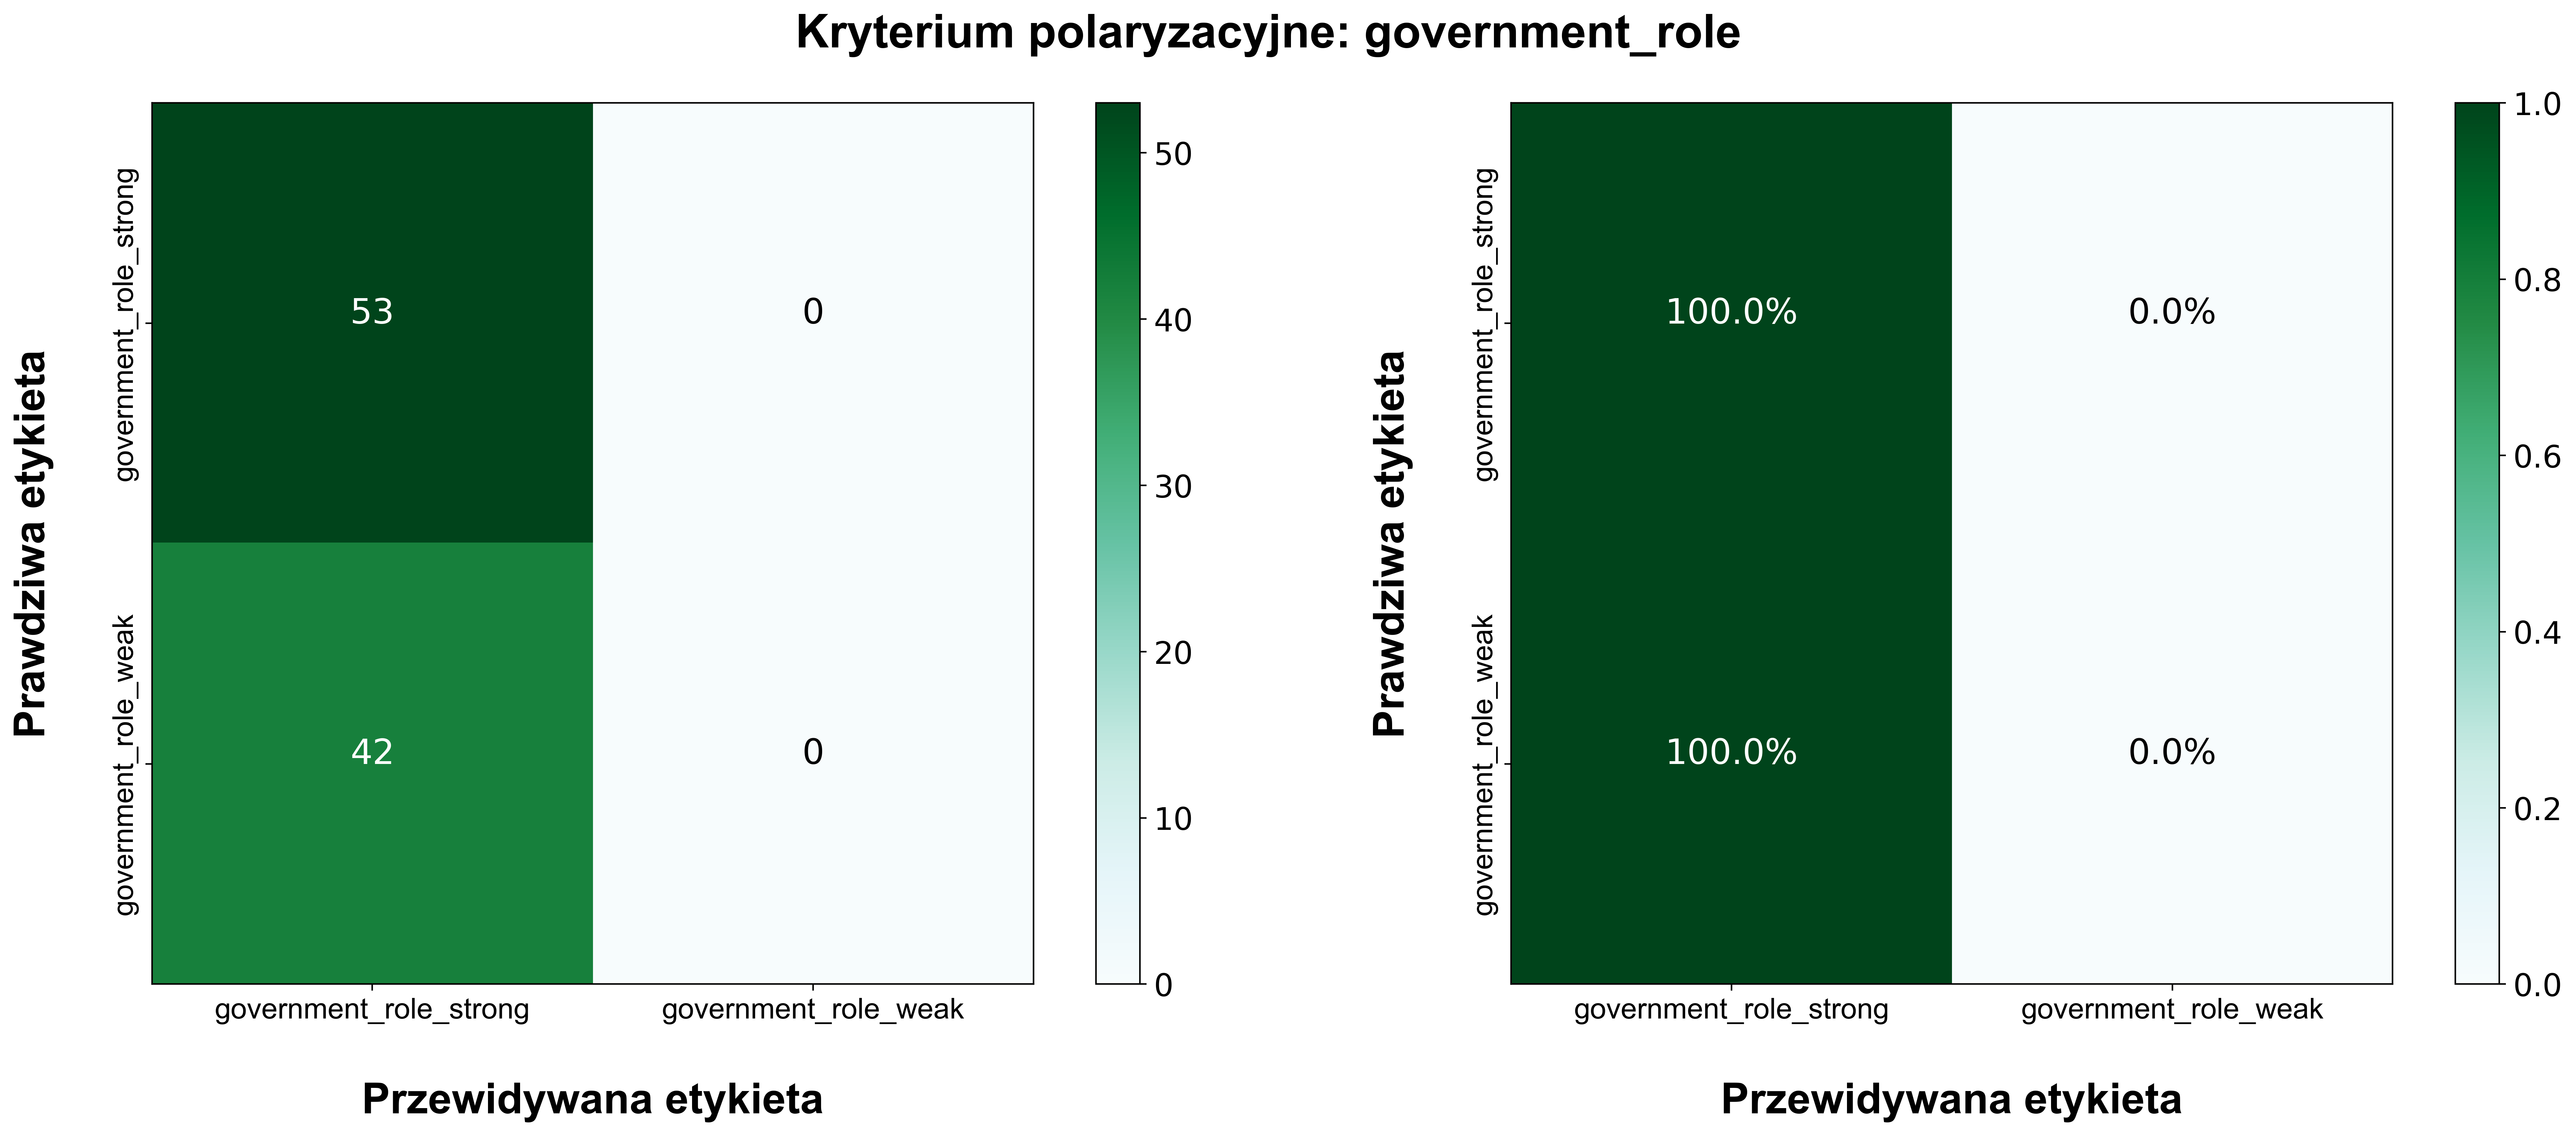 Kryterium polaryzacyjne: government_role
Prawdziwa etykieta
government_role_strong
government_role_weak
53
0
42
0
government_role_strong
government_role_weak
Przewidywana etykieta
50
40
30
20
10
0
Prawdziwa etykieta
government_role_strong
government_role_weak
100.0%
0.0%
100.0%
0.0%
government_role_strong
government_role_weak
Przewidywana etykieta
1.0
0.8
0.6
0.4
0.2
0.0